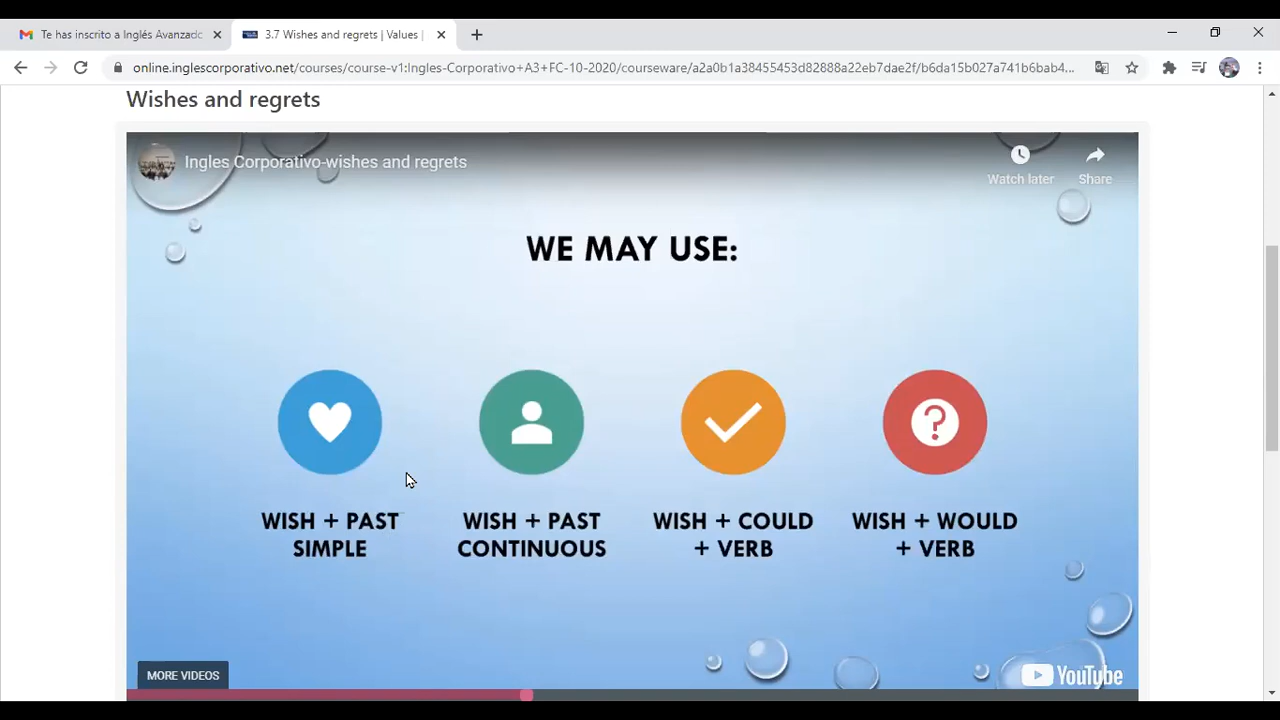 Te has inscrito a Inglés Avanzado
3.7 Wishes and regrets | Values |
online.inglescorporativo.net/courses/course-v1:Ingles-Corporativo+A3+FC-10-2020/courseware/a2a0b1a38455453d82888a22eb7dae2f/b6da15b027a741b6bab4...
Wishes and regrets
Ingles Corporativo-wishes and regrets
Watch later
Share
WE MAY USE:
WISH + PAST
SIMPLE
WISH + PAST
CONTINUOUS
WISH + COULD
+ VERB
WISH + WOULD
+ VERB
MORE VIDEOS
YouTube